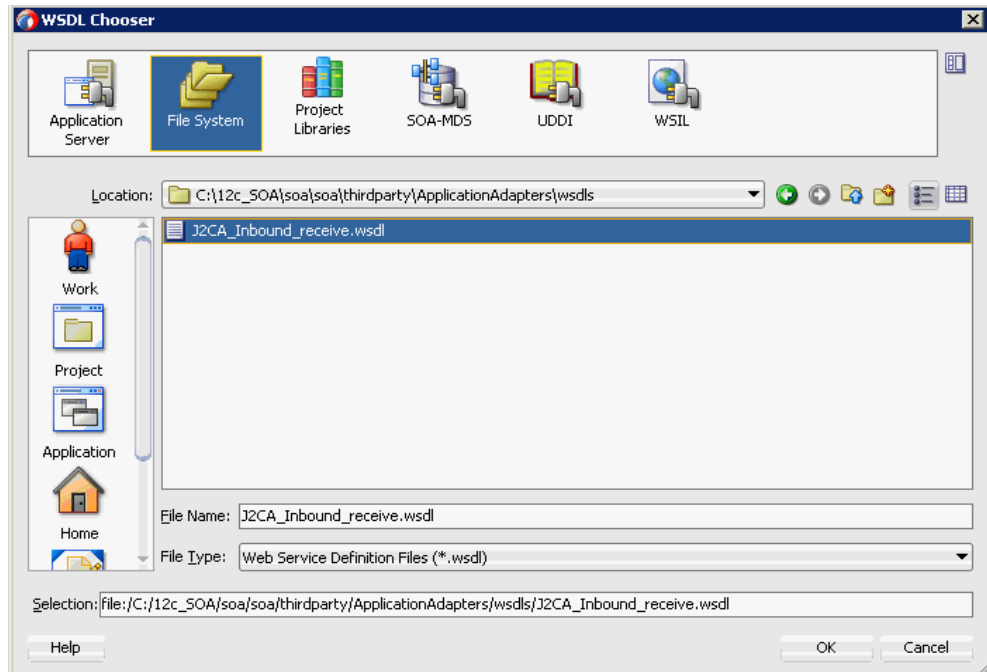 WSDL Chooser
Application
Server
File System
Project
Libraries
SOA-MDS
UDDI
WSIL
Location:
C:\12c_SOA\soa\soa\thirdparty\ApplicationAdapters\wsdls
J2CA_Inbound_receive.wsdl
Work
Project
Application
Home
File Name:
J2CA_Inbound_receive.wsdl
File Type:
Web Service Definition Files (*.wsdl)
Selection:
file:/C:/12c_SOA/soa/soa/thirdparty/ApplicationAdapters/wsdls/J2CA_Inbound_receive.wsdl
Help
OK
Cancel